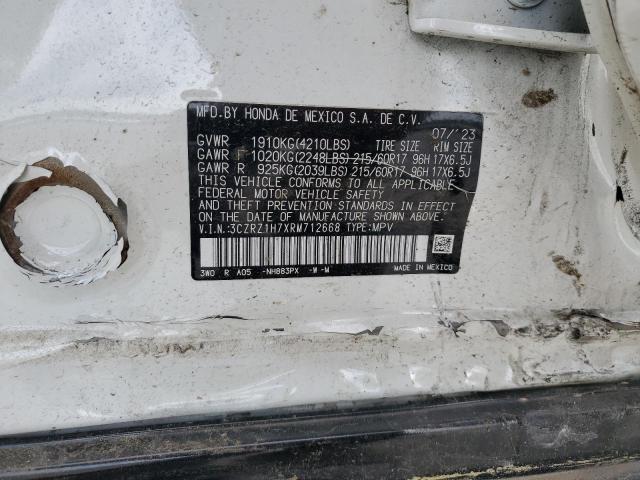 MFD.BY HONDA DE MEXICO S.A. DE C.V.
07/'23
GVWR 1910KG(4210LBS) TIRE SIZE RIM SIZE
GAWR F 1020KG(2248LBS) 215/60R17 96H 17X6.5J
GAWR R 925KG(2039LBS) 215/60R17 96H 17X6.5J
THIS VEHICLE CONFORMS TO ALL APPLICABLE
FEDERAL MOTOR VEHICLE SAFETY
AND THEFT PREVENTION STANDARDS IN EFFECT
ON THE DATE OF MANUFACTURE SHOWN ABOVE.
V.I.N.:3CZRZ1H7XRM712668 TYPE:MPV
3W0 R A05 -NH883PX -W -M MADE IN MEXICO